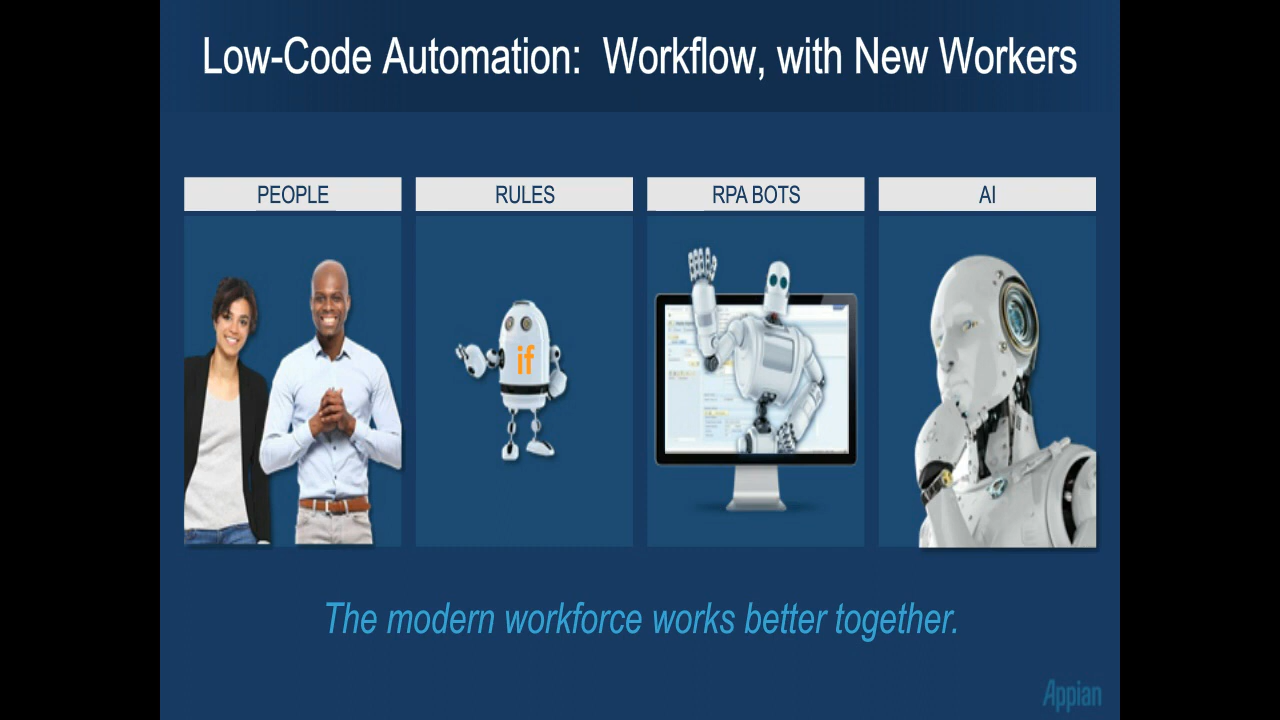 Low-Code Automation: Workflow, with New Workers
PEOPLE
RULES
RPA BOTS
AI
if
The modern workforce works better together.
Appian